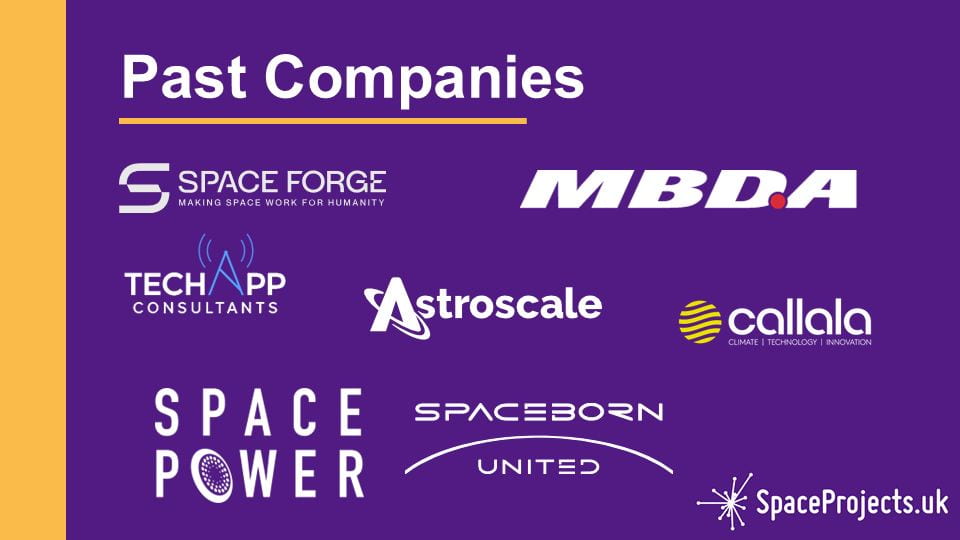 Past Companies
SPACE FORGE
MAKING SPACE WORK FOR HUMANITY
MBDA
TECHAPP
CONSULTANTS
Astroscale
callala
CLIMATE | TECHNOLOGY | INNOVATION
SPACE
POWER
SPACEBORN
UNITED
SpaceProjects.uk